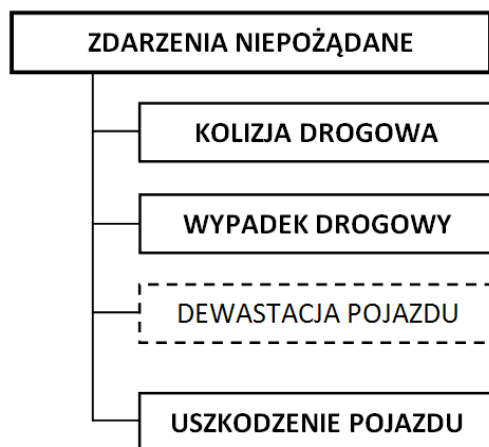 ZDARZENIA NIEPOŻĄDANE
KOLIZJA DROGOWA
WYPADEK DROGOWY
DEWASTACJA POJAZDU
USZKODZENIE POJAZDU